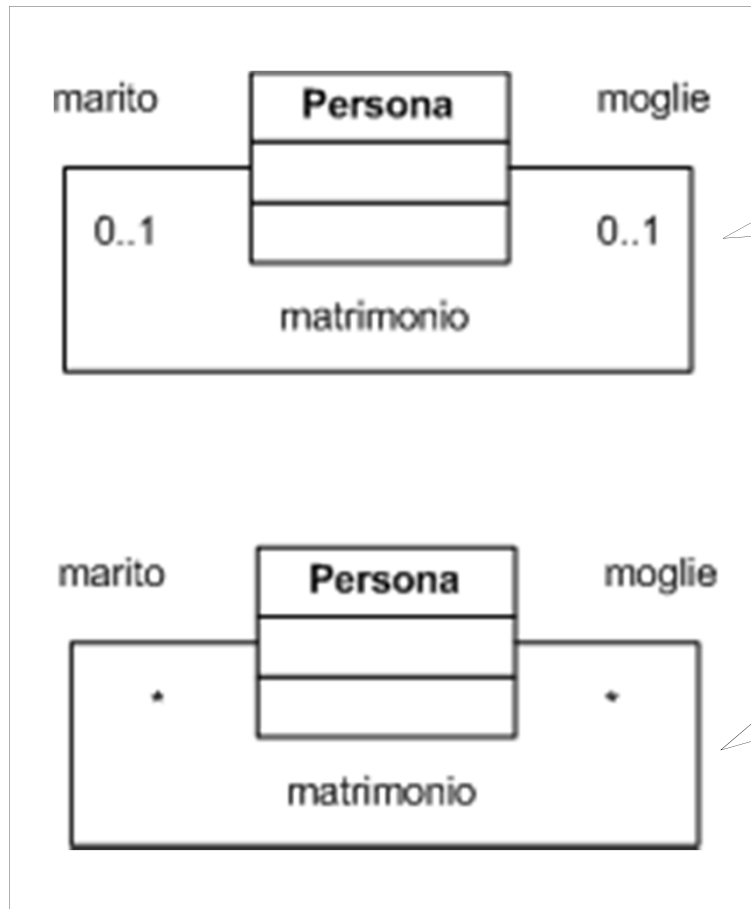 marito Persona moglie
0..1 0..1
matrimonio
marito Persona moglie
* *
matrimonio